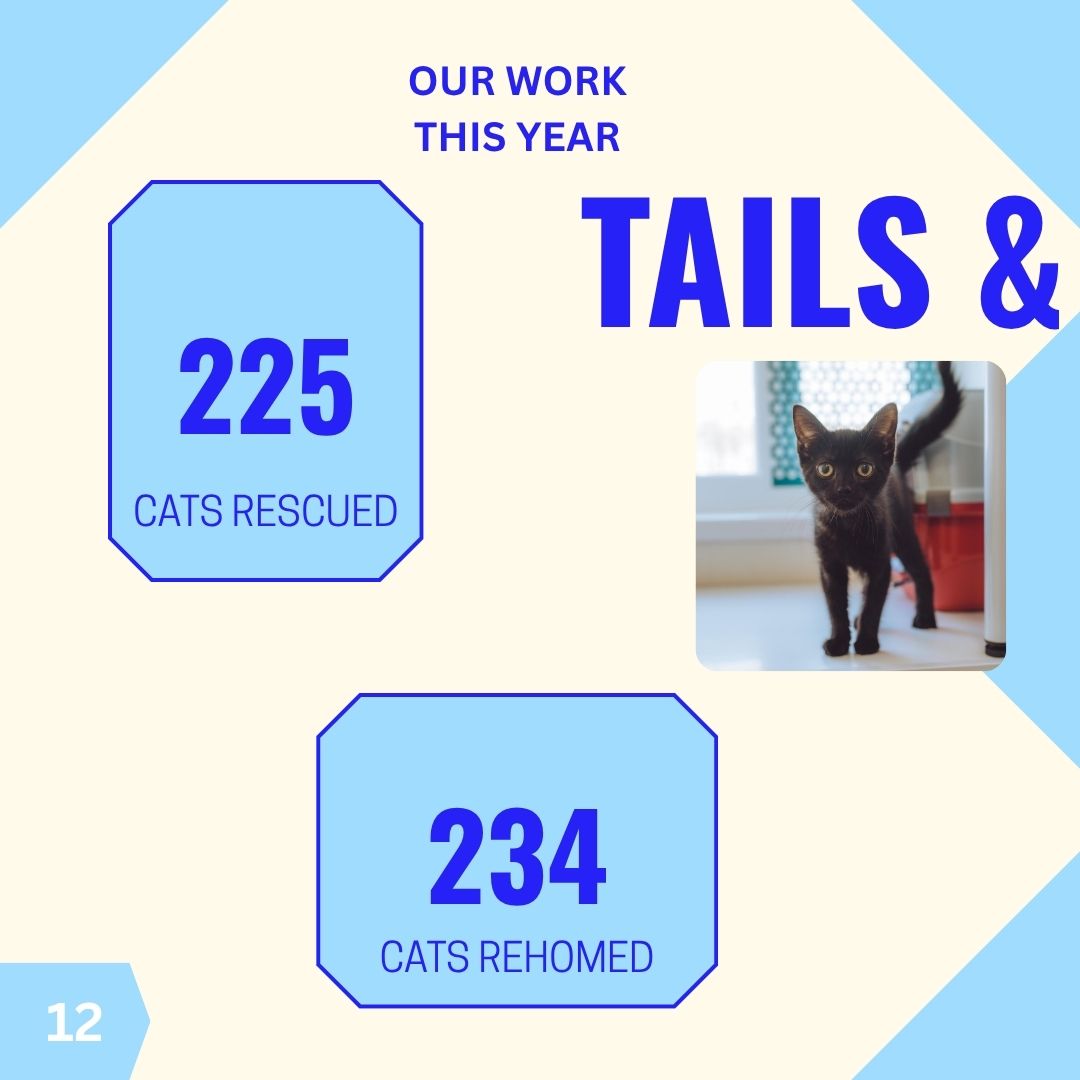 OUR WORK
THIS YEAR
TAILS &
225
CATS RESCUED
234
CATS REHOMED
12